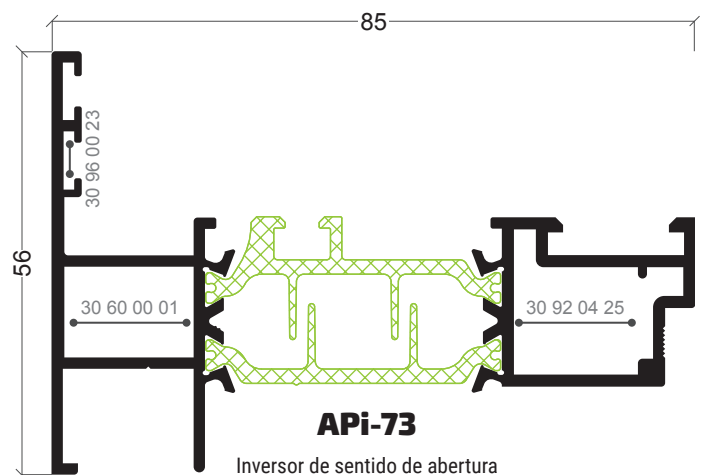 85
56
30 96 00 23
30 60 00 01
30 92 04 25
APi-73
Inversor de sentido de abertura